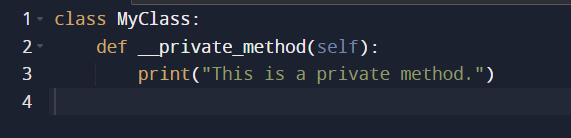 1 class MyClass:
2     def __private_method(self):
3         print("This is a private method.")
4